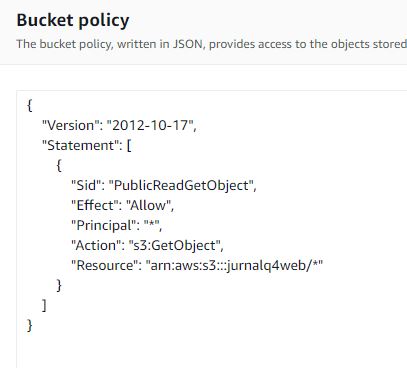 Bucket policy
The bucket policy, written in JSON, provides access to the objects stored
{
"Version": "2012-10-17",
"Statement": [
{
"Sid": "PublicReadGetObject",
"Effect": "Allow",
"Principal": "*",
"Action": "s3:GetObject",
"Resource": "arn:aws:s3:::jurnalq4web/*"
}
]
}